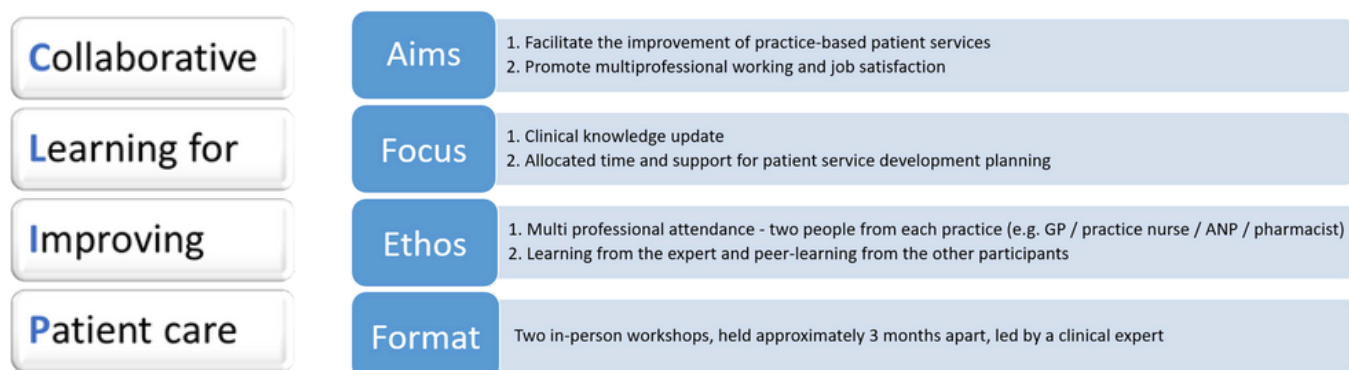 Collaborative
Learning for
Improving
Patient care
Aims
1. Facilitate the improvement of practice-based patient services
2. Promote multiprofessional working and job satisfaction
Focus
1. Clinical knowledge update
2. Allocated time and support for patient service development planning
Ethos
1. Multi professional attendance - two people from each practice (e.g. GP / practice nurse / ANP / pharmacist)
2. Learning from the expert and peer-learning from the other participants
Format
Two in-person workshops, held approximately 3 months apart, led by a clinical expert